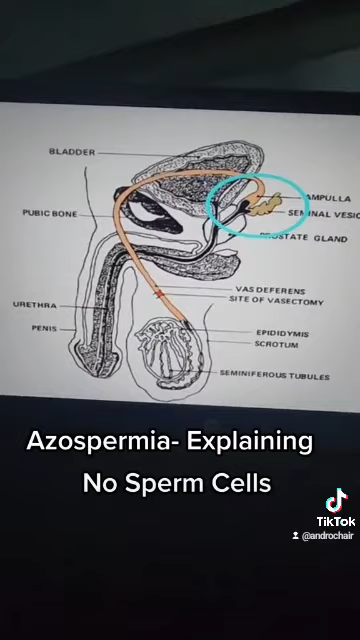 BLADDER
AMPULLA
PUBIC BONE
SEMINAL
PROSTATE GLAND
VAS DEFERENS
SITE OF VASECTOMY
URETHRA
PENIS
EPIDIDYMIS
SCROTUM
SEMINIFEROUS TUBULES
Azospermia- Explaining
No Sperm Cells
TikTok
@androchair